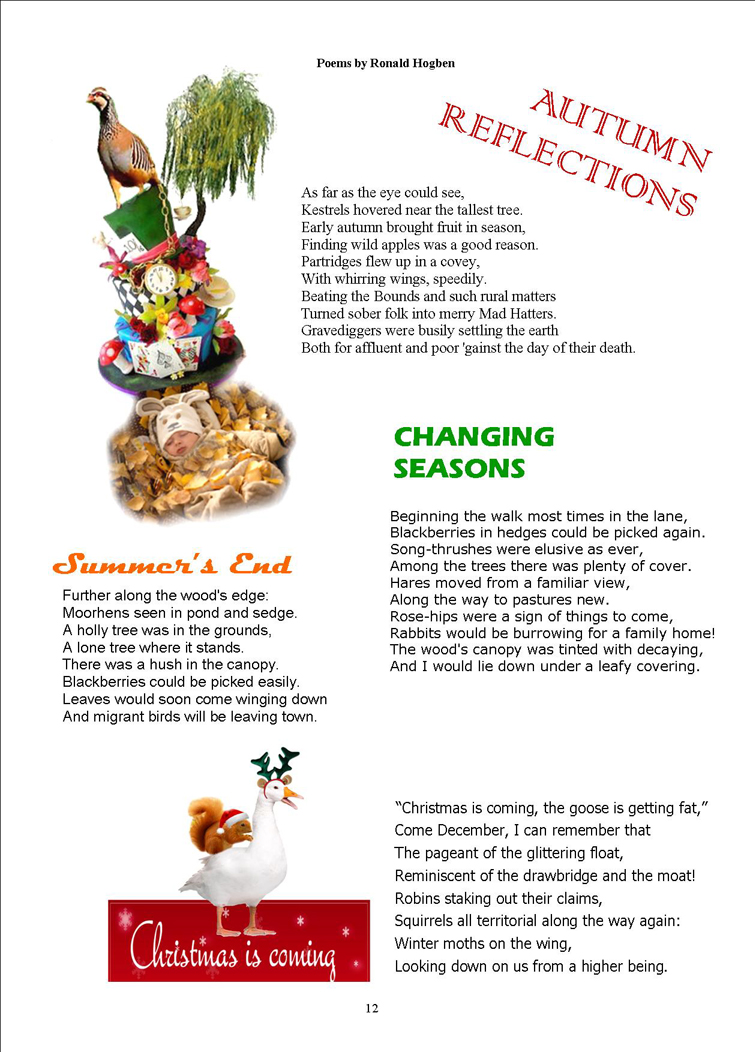 Poems by Ronald Hogben
AUTUMN
REFLECTIONS
As far as the eye could see,
Kestrels hovered near the tallest tree.
Early autumn brought fruit in season,
Finding wild apples was a good reason.
Partridges flew up in a covey,
With whirring wings, speedily.
Beating the Bounds and such rural matters
Turned sober folk into merry Mad Hatters.
Gravediggers were busily settling the earth
Both for affluent and poor 'gainst the day of their death.
CHANGING
SEASONS
Beginning the walk most times in the lane,
Blackberries in hedges could be picked again.
Song-thrushes were elusive as ever,
Among the trees there was plenty of cover.
Hares moved from a familiar view,
Along the way to pastures new.
Rose-hips were a sign of things to come,
Rabbits would be burrowing for a family home!
The wood's canopy was tinted with decaying,
And I would lie down under a leafy covering.
Summer's End
Further along the wood's edge:
Moorhens seen in pond and sedge.
A holly tree was in the grounds,
A lone tree where it stands.
There was a hush in the canopy.
Blackberries could be picked easily.
Leaves would soon come winging down
And migrant birds will be leaving town.
Christmas is coming
“Christmas is coming, the goose is getting fat,”
Come December, I can remember that
The pageant of the glittering float,
Reminiscent of the drawbridge and the moat!
Robins staking out their claims,
Squirrels all territorial along the way again:
Winter moths on the wing,
Looking down on us from a higher being.
12